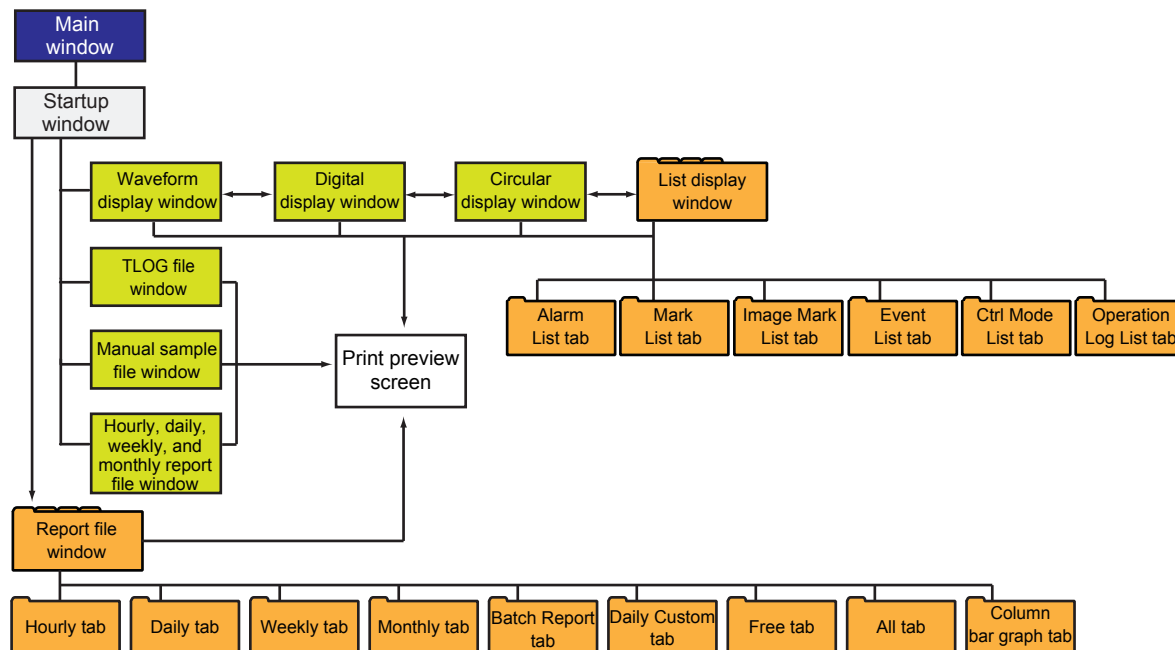 Main
window
Startup
window
Waveform
display window
Digital
display window
Circular
display window
List display
window
TLOG file
window
Alarm
List tab
Mark
List tab
Image Mark
List tab
Event
List tab
Ctrl Mode
List tab
Operation
Log List tab
Manual sample
file window
Print preview
screen
Hourly, daily,
weekly, and
monthly report
file window
Report file
window
Hourly tab
Daily tab
Weekly tab
Monthly tab
Batch Report
tab
Daily Custom
tab
Free tab
All tab
Column
bar graph tab